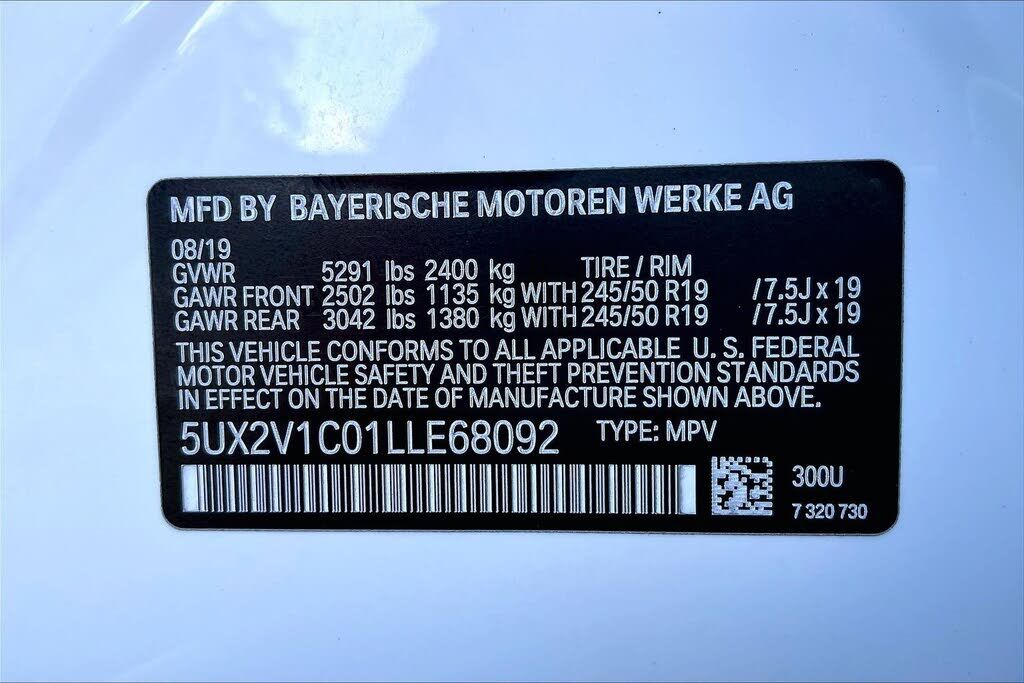 MFD BY BAYERISCHE MOTOREN WERKE AG
08/19
GVWR 5291 lbs 2400 kg TIRE / RIM
GAWR FRONT 2502 lbs 1135 kg WITH 245/50 R19 /7.5J x 19
GAWR REAR 3042 lbs 1380 kg WITH 245/50 R19 /7.5J x 19
THIS VEHICLE CONFORMS TO ALL APPLICABLE U. S. FEDERAL
MOTOR VEHICLE SAFETY AND THEFT PREVENTION STANDARDS
IN EFFECT ON THE DATE OF MANUFACTURE SHOWN ABOVE.
5UX2V1C01LLE68092 TYPE: MPV
300U
7 320 730